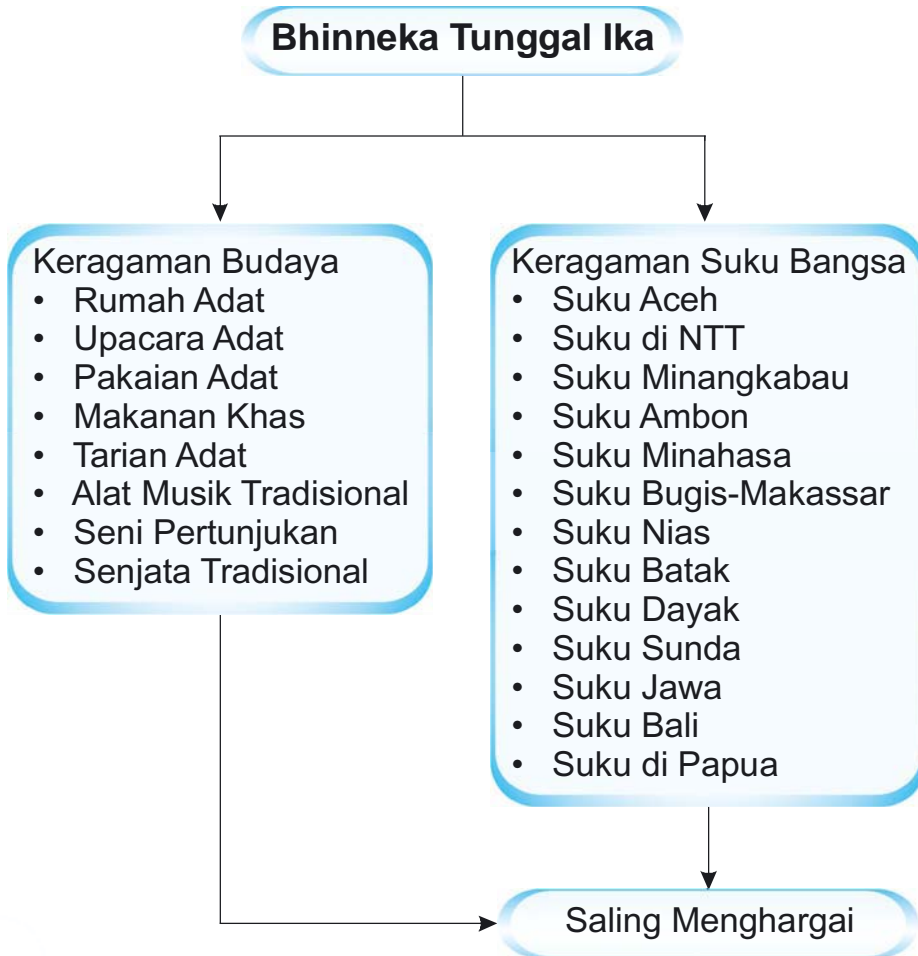 Bhinneka Tunggal Ika
Keragaman Budaya
• Rumah Adat
• Upacara Adat
• Pakaian Adat
• Makanan Khas
• Tarian Adat
• Alat Musik Tradisional
• Seni Pertunjukan
• Senjata Tradisional
Keragaman Suku Bangsa
• Suku Aceh
• Suku di NTT
• Suku Minangkabau
• Suku Ambon
• Suku Minahasa
• Suku Bugis-Makassar
• Suku Nias
• Suku Batak
• Suku Dayak
• Suku Sunda
• Suku Jawa
• Suku Bali
• Suku di Papua
Saling Menghargai